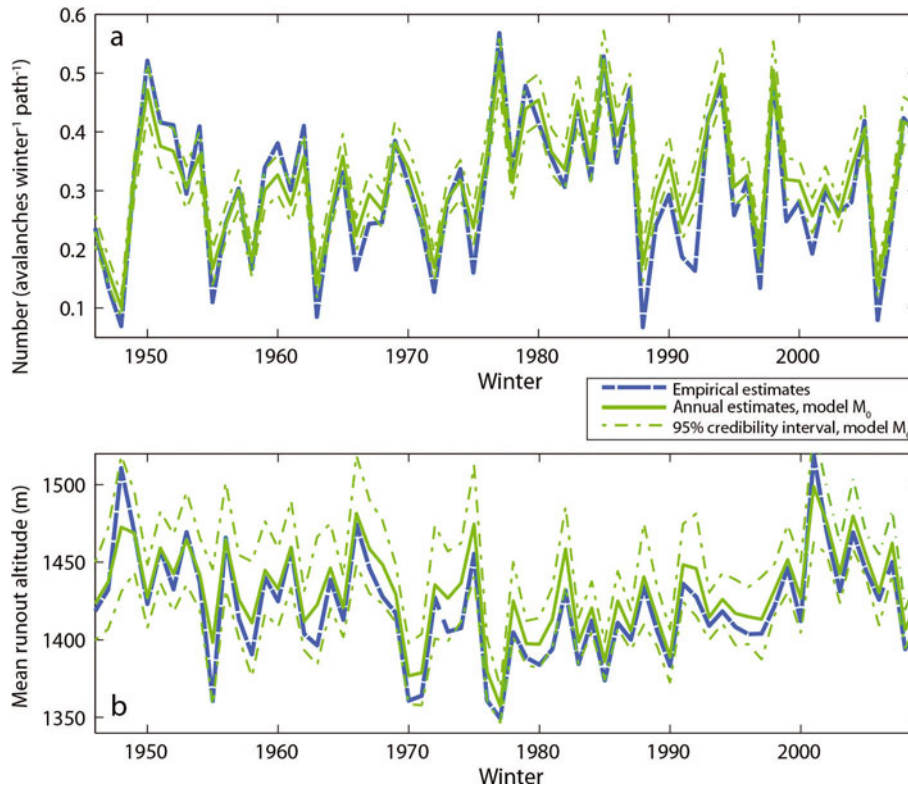 a
Number (avalanches winter⁻¹ path⁻¹)
0.6
0.5
0.4
0.3
0.2
0.1
1950 1960 1970 1980 1990 2000
Winter
Empirical estimates
Annual estimates, model M₀
95% credibility interval, model M₀
b
Mean runout altitude (m)
1500
1450
1400
1350
1950 1960 1970 1980 1990 2000
Winter